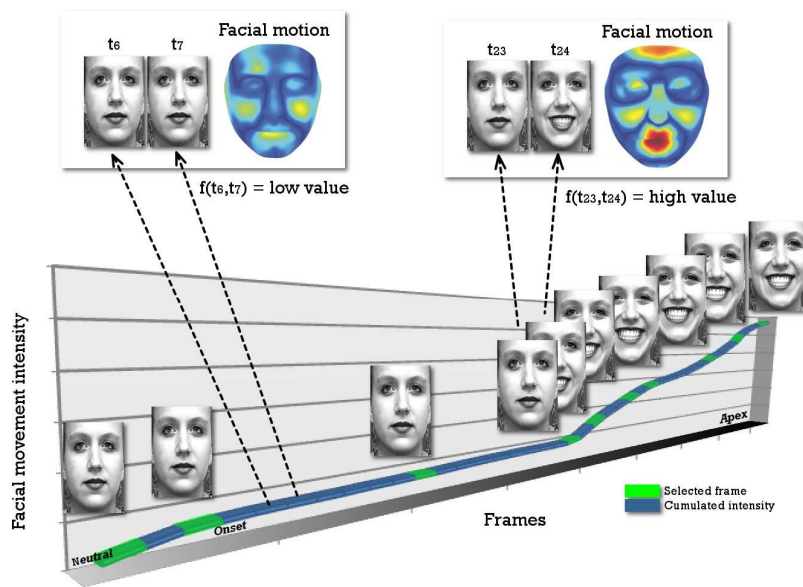 t6 t7 Facial motion
f(t6,t7) = low value
t23 t24 Facial motion
f(t23,t24) = high value
Facial movement intensity
Neutral
Onset
Apex
Frames
Selected frame
Cumulated intensity